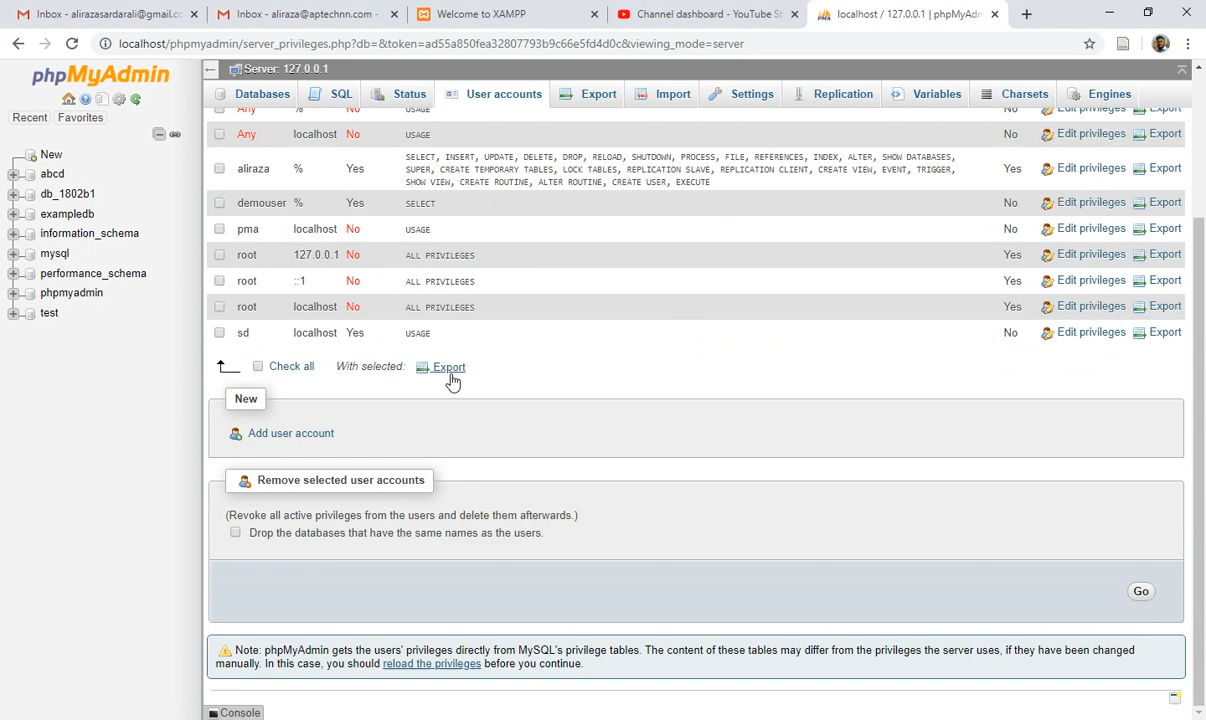 Inbox - alirazasardarali@gmail.co
Inbox - aliraza@aptechnn.com -
Welcome to XAMPP
Channel dashboard - YouTube St
localhost / 127.0.0.1 | phpMyAdm
localhost/phpmyadmin/server_privileges.php?db=&token=ad55a850fea32807793b9c66e5fd4d0c&viewing_mode=server
phpMyAdmin
Recent Favorites
New
abcd
db_1802b1
exampledb
information_schema
mysql
performance_schema
phpmyadmin
test
Server: 127.0.0.1
Databases SQL Status User accounts Export Import Settings Replication Variables Charsets Engines
Any % No USAGE No Edit privileges Export
Any localhost No USAGE No Edit privileges Export
aliraza % Yes SELECT, INSERT, UPDATE, DELETE, DROP, RELOAD, SHUTDOWN, PROCESS, FILE, REFERENCES, INDEX, ALTER, SHOW DATABASES, Yes Edit privileges Export
SUPER, CREATE TEMPORARY TABLES, LOCK TABLES, REPLICATION SLAVE, REPLICATION CLIENT, CREATE VIEW, EVENT, TRIGGER,
SHOW VIEW, CREATE ROUTINE, ALTER ROUTINE, CREATE USER, EXECUTE
demouser % Yes SELECT No Edit privileges Export
pma localhost No USAGE No Edit privileges Export
root 127.0.0.1 No ALL PRIVILEGES Yes Edit privileges Export
root ::1 No ALL PRIVILEGES Yes Edit privileges Export
root localhost No ALL PRIVILEGES Yes Edit privileges Export
sd localhost Yes USAGE No Edit privileges Export
Check all With selected: Export
New
Add user account
Remove selected user accounts
(Revoke all active privileges from the users and delete them afterwards.)
Drop the databases that have the same names as the users.
Go
Note: phpMyAdmin gets the users' privileges directly from MySQL's privilege tables. The content of these tables may differ from the privileges the server uses, if they have been changed
manually. In this case, you should reload the privileges before you continue.
Console